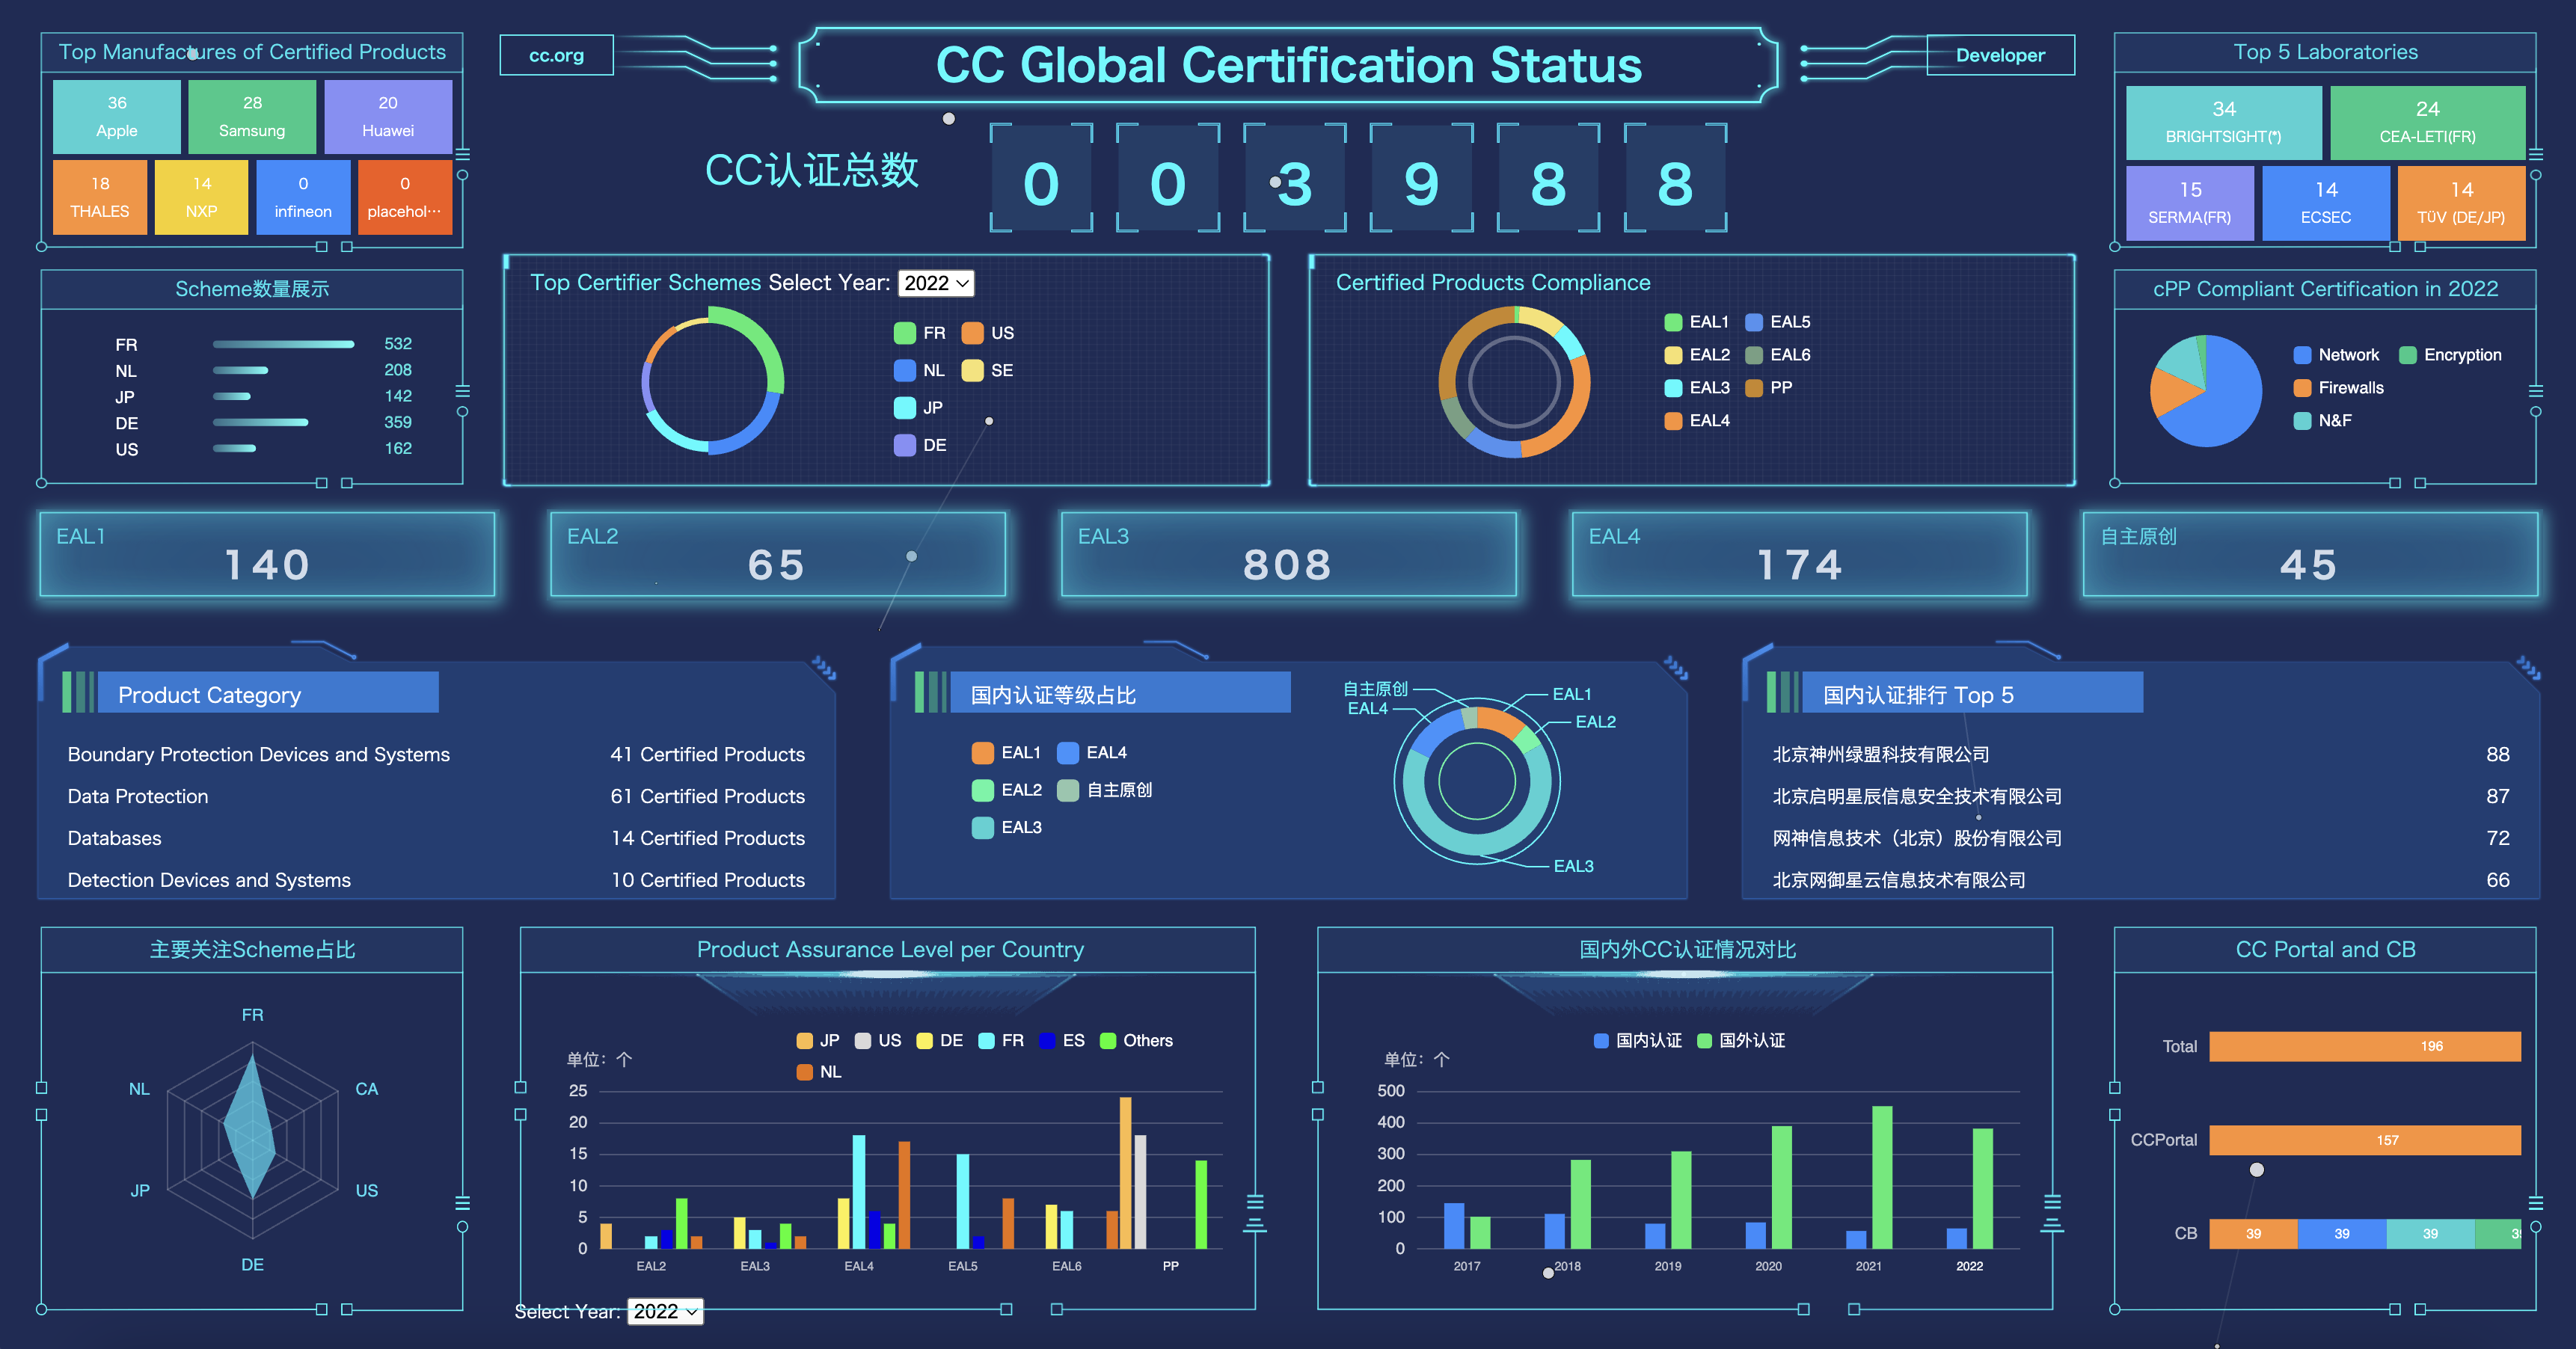 cc.org
CC Global Certification Status
Developer
Top Manufactures of Certified Products
36
Apple
28
Samsung
20
Huawei
18
THALES
14
NXP
0
infineon
0
placehol···
CC认证总数
0 0 3 9 8 8
Top 5 Laboratories
34
BRIGHTSIGHT(*)
24
CEA-LETI(FR)
15
SERMA(FR)
14
ECSEC
14
TÜV (DE/JP)
Scheme数量展示
FR 532
NL 208
JP 142
DE 359
US 162
Top Certifier Schemes Select Year: 2022
FR US
NL SE
JP
DE
Certified Products Compliance
EAL1 EAL5
EAL2 EAL6
EAL3 PP
EAL4
cPP Compliant Certification in 2022
Network Encryption
Firewalls
N&F
EAL1
140
EAL2
65
EAL3
808
EAL4
174
自主原创
45
Product Category
Boundary Protection Devices and Systems 41 Certified Products
Data Protection 61 Certified Products
Databases 14 Certified Products
Detection Devices and Systems 10 Certified Products
国内认证等级占比
EAL1 EAL4
EAL2 自主原创
EAL3
自主原创
EAL4
EAL1
EAL2
EAL3
国内认证排行 Top 5
北京神州绿盟科技有限公司 88
北京启明星辰信息安全技术有限公司 87
网神信息技术（北京）股份有限公司 72
北京网御星云信息技术有限公司 66
主要关注Scheme占比
FR
NL CA
JP US
DE
Product Assurance Level per Country
JP US DE FR ES Others
NL
单位：个
25
20
15
10
5
0
EAL2 EAL3 EAL4 EAL5 EAL6 PP
Select Year: 2022
国内外CC认证情况对比
国内认证 国外认证
单位：个
500
400
300
200
100
0
2017 2018 2019 2020 2021 2022
CC Portal and CB
Total 196
CCPortal 157
CB 39 39 39